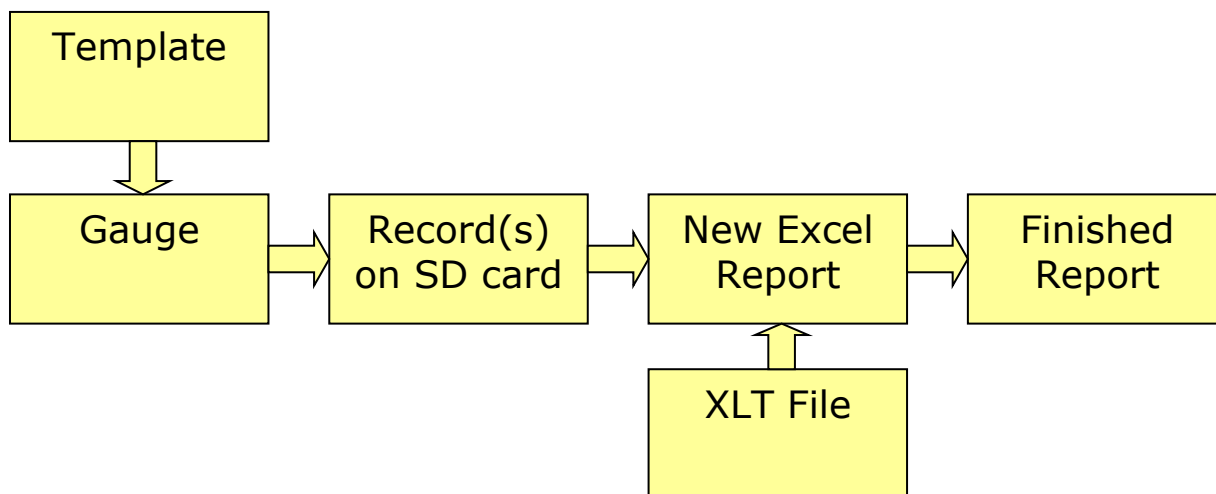 Template
Gauge
Record(s)
on SD card
New Excel
Report
Finished
Report
XLT File